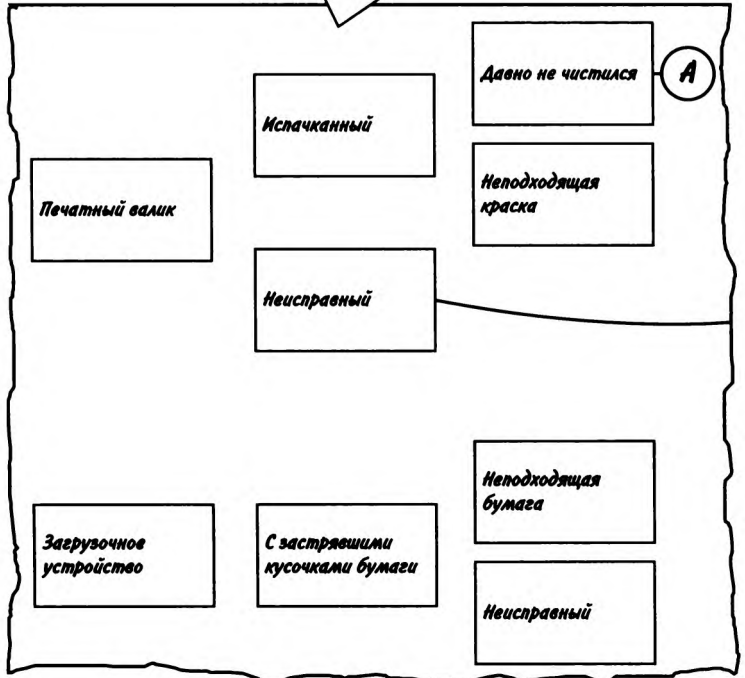 Давно не чистился
А
Испачканный
Неподходящая
краска
Печатный валик
Неисправный
Неподходящая
бумага
Загрузочное
устройство
С застрявшими
кусочками бумаги
Неисправный